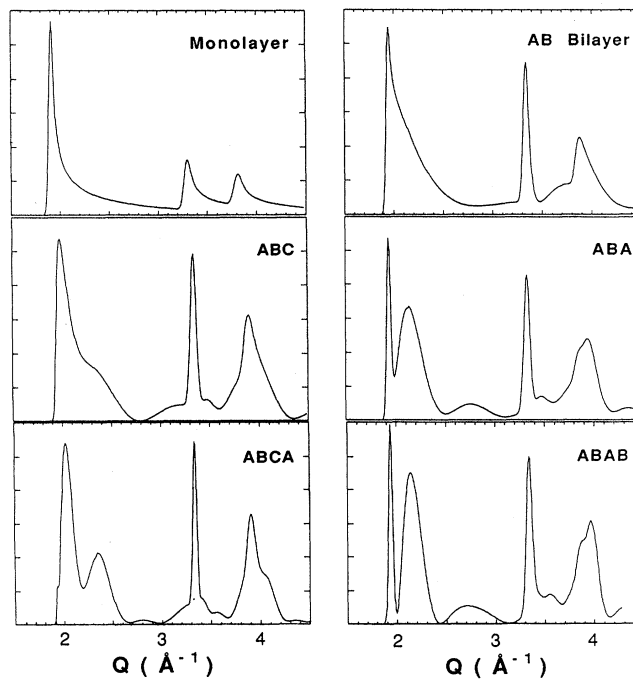 Monolayer
AB Bilayer
ABC
ABA
ABCA
ABAB
2 3 4
2 3 4
Q ( Å⁻¹ )
Q ( Å⁻¹ )